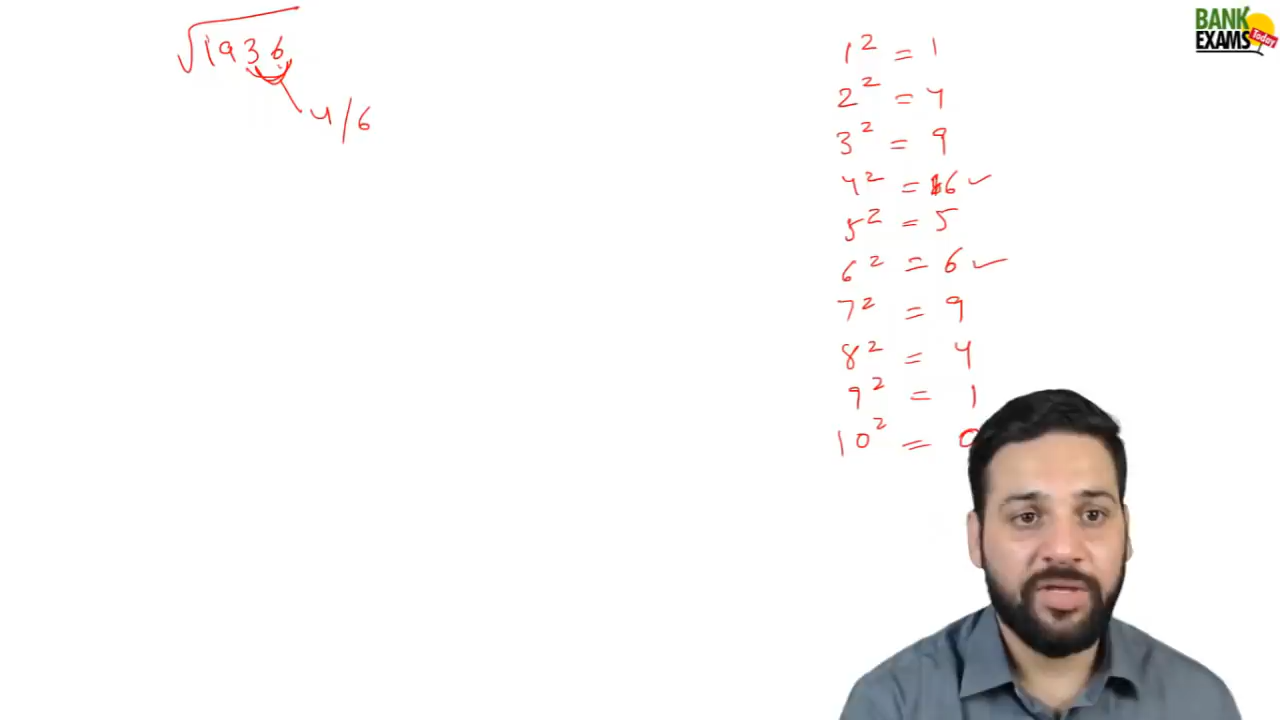 √1936
4/6
1² = 1
2² = 4
3² = 9
4² = 16 ✓
5² = 5
6² = 6 ✓
7² = 9
8² = 4
9² = 1
10² = 0
BANK
EXAMS Today